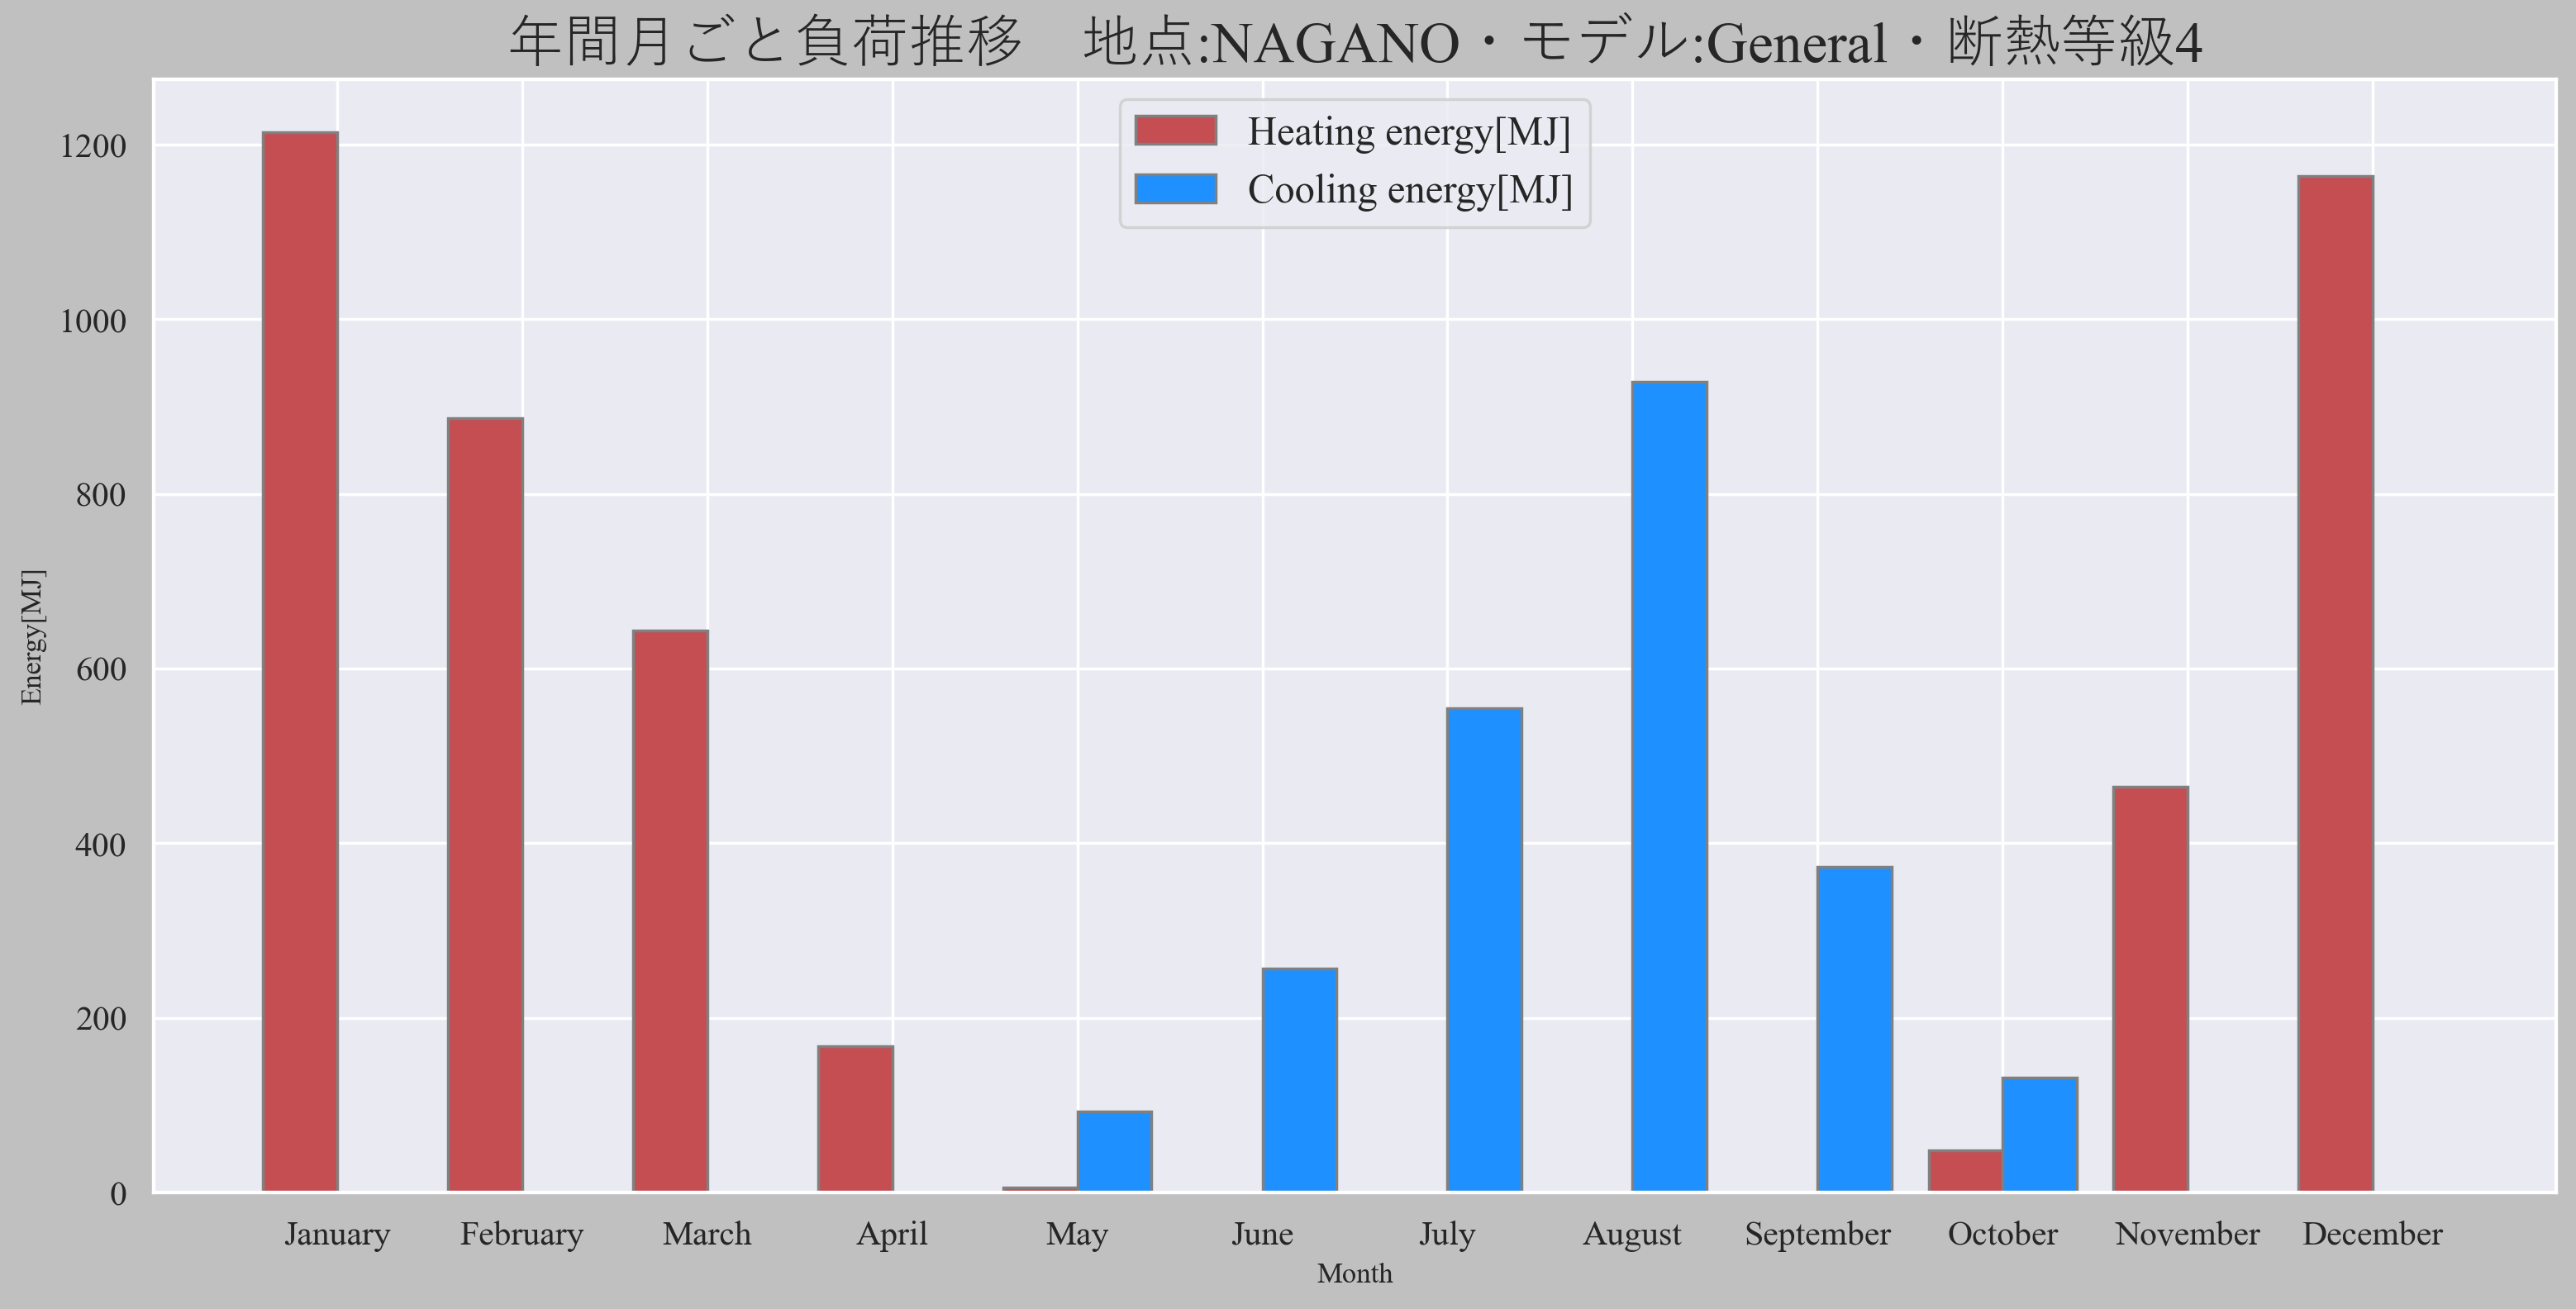 年間月ごと負荷推移　地点:NAGANO・モデル:General・断熱等級4
Heating energy[MJ]
Cooling energy[MJ]
Energy[MJ]
1200
1000
800
600
400
200
0
January February March April May June July August September October November December
Month